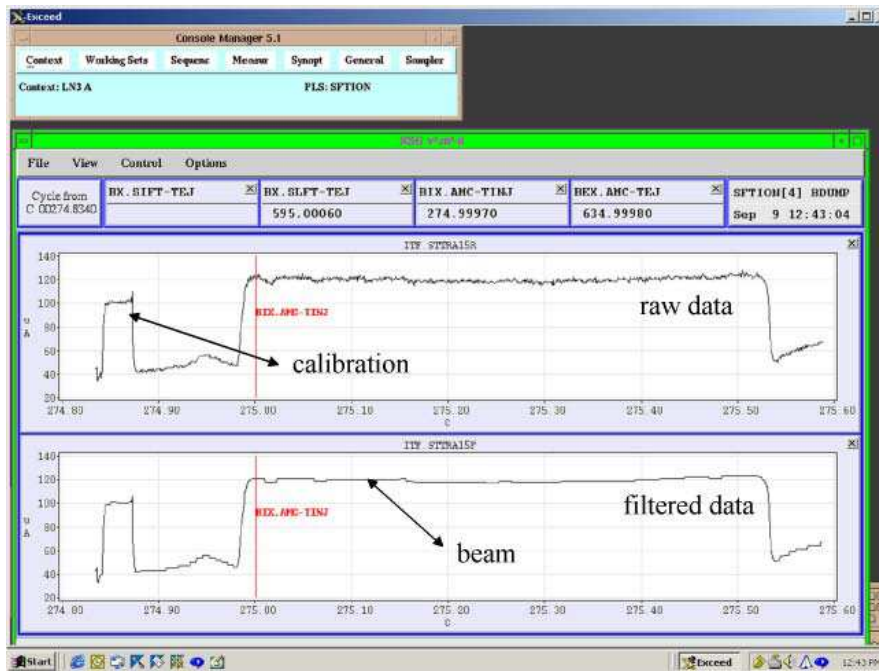 Exceed
Console Manager 5.1
Context Working Sets Sequenc Measur Synopt General Sampler
Context: LN3 A PLS: SFTION
File View Control Options
Cycle from
C 00274.8340
BX.SIFT-TEJ
BX.SLFT-TEJ
595.00060
BIX.AMC-TINJ
274.99970
BEX.AMC-TEJ
634.99980
SFTION[4] HDUMP
Sep 9 12:43:04
140
120
100
80
60
40
20
BIX.AMC-TINJ
raw data
calibration
274.80 274.90 275.00 275.10 275.20 275.30 275.40 275.50 275.60
C
140
120
100
80
60
40
20
BIX.AMC-TINJ
filtered data
beam
274.80 274.90 275.00 275.10 275.20 275.30 275.40 275.50 275.60
C
Start Exceed 12:43 PM